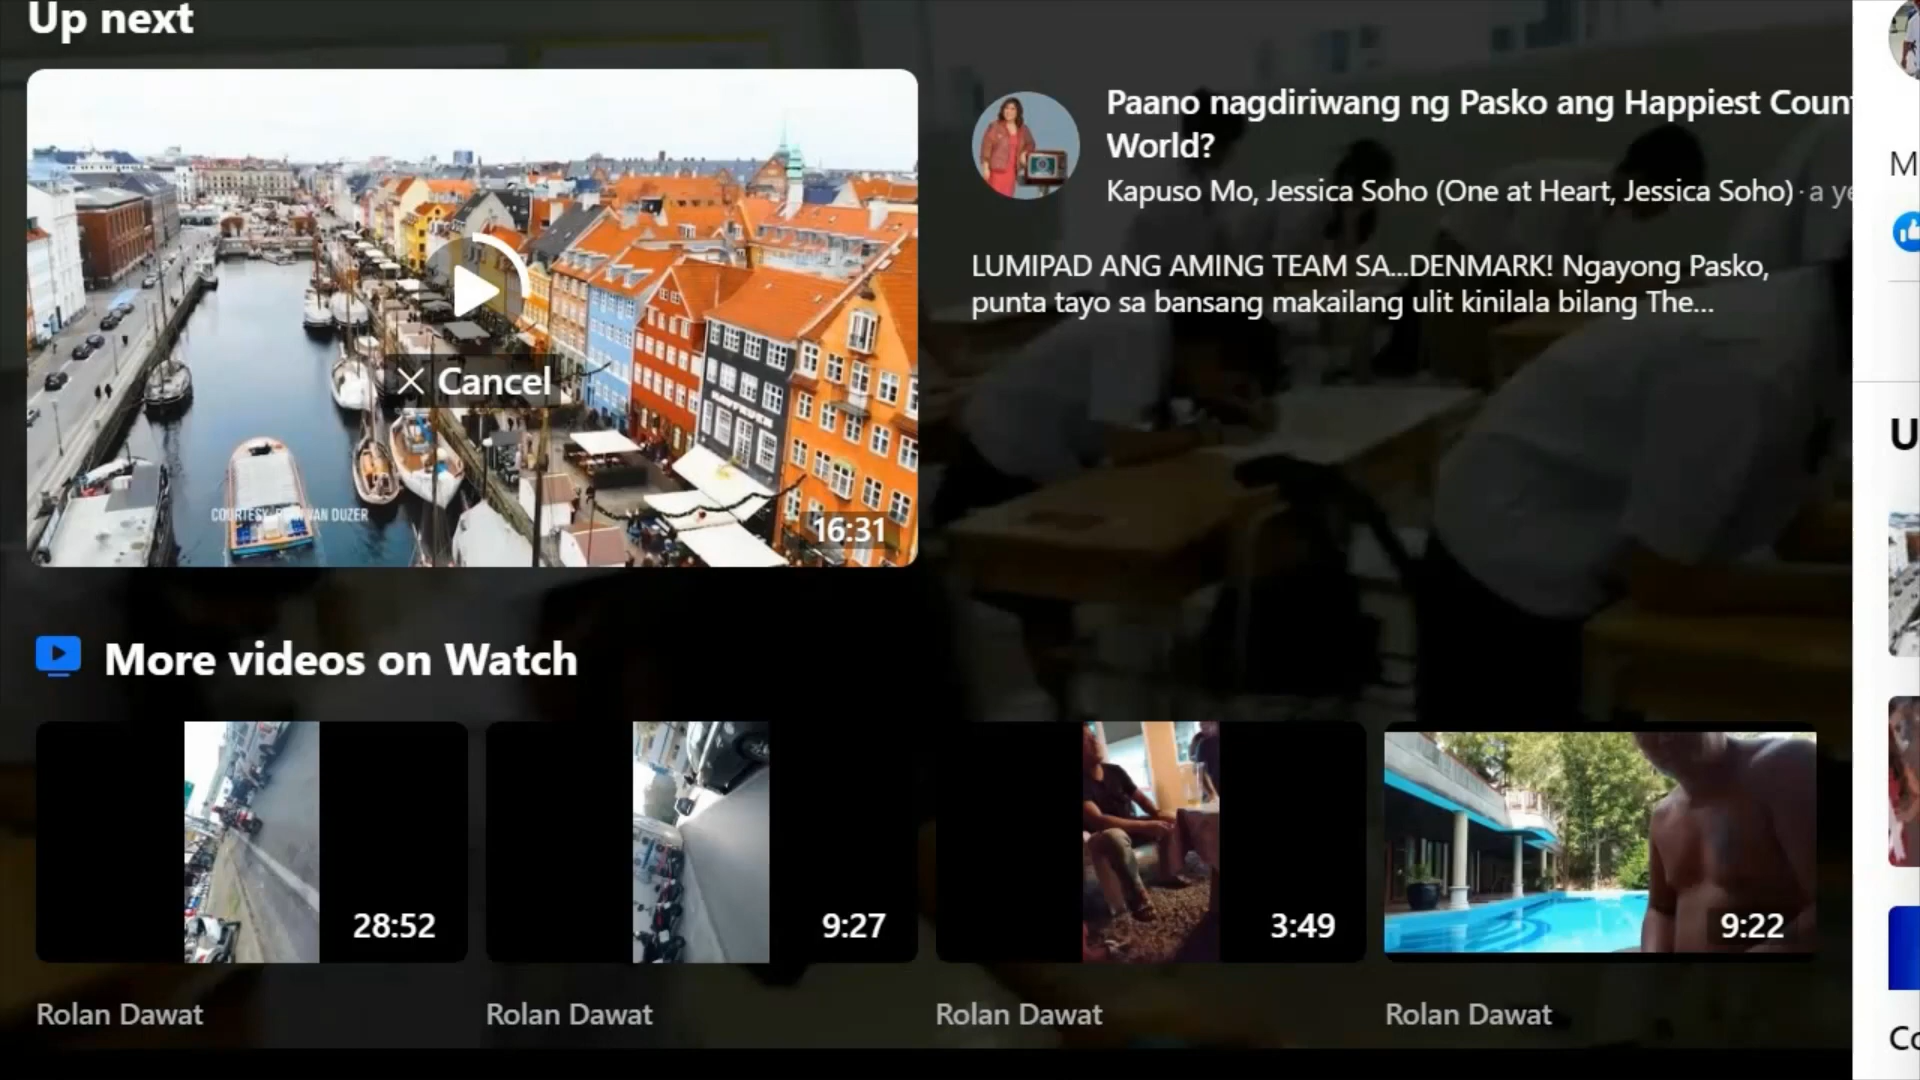 Up next
Paano nagdiriwang ng Pasko ang Happiest
World?
Kapuso Mo, Jessica Soho (One at Heart, Jessica Soho) · a
LUMIPAD ANG AMING TEAM SA...DENMARK! Ngayong Pasko,
punta tayo sa bansang makailang ulit kinilala bilang The...
Cancel
COURTESY: VAN DUZER
16:31
More videos on Watch
28:52
9:27
3:49
9:22
Rolan Dawat
Rolan Dawat
Rolan Dawat
Rolan Dawat